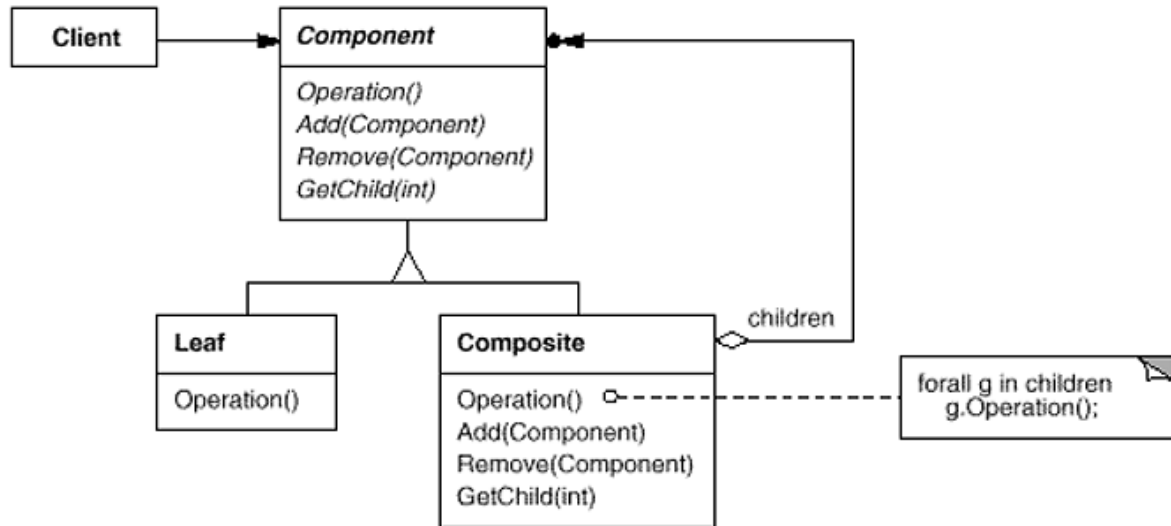 Client
Component
Operation()
Add(Component)
Remove(Component)
GetChild(int)
Leaf
Operation()
Composite
Operation()
Add(Component)
Remove(Component)
GetChild(int)
children
forall g in children
g.Operation();